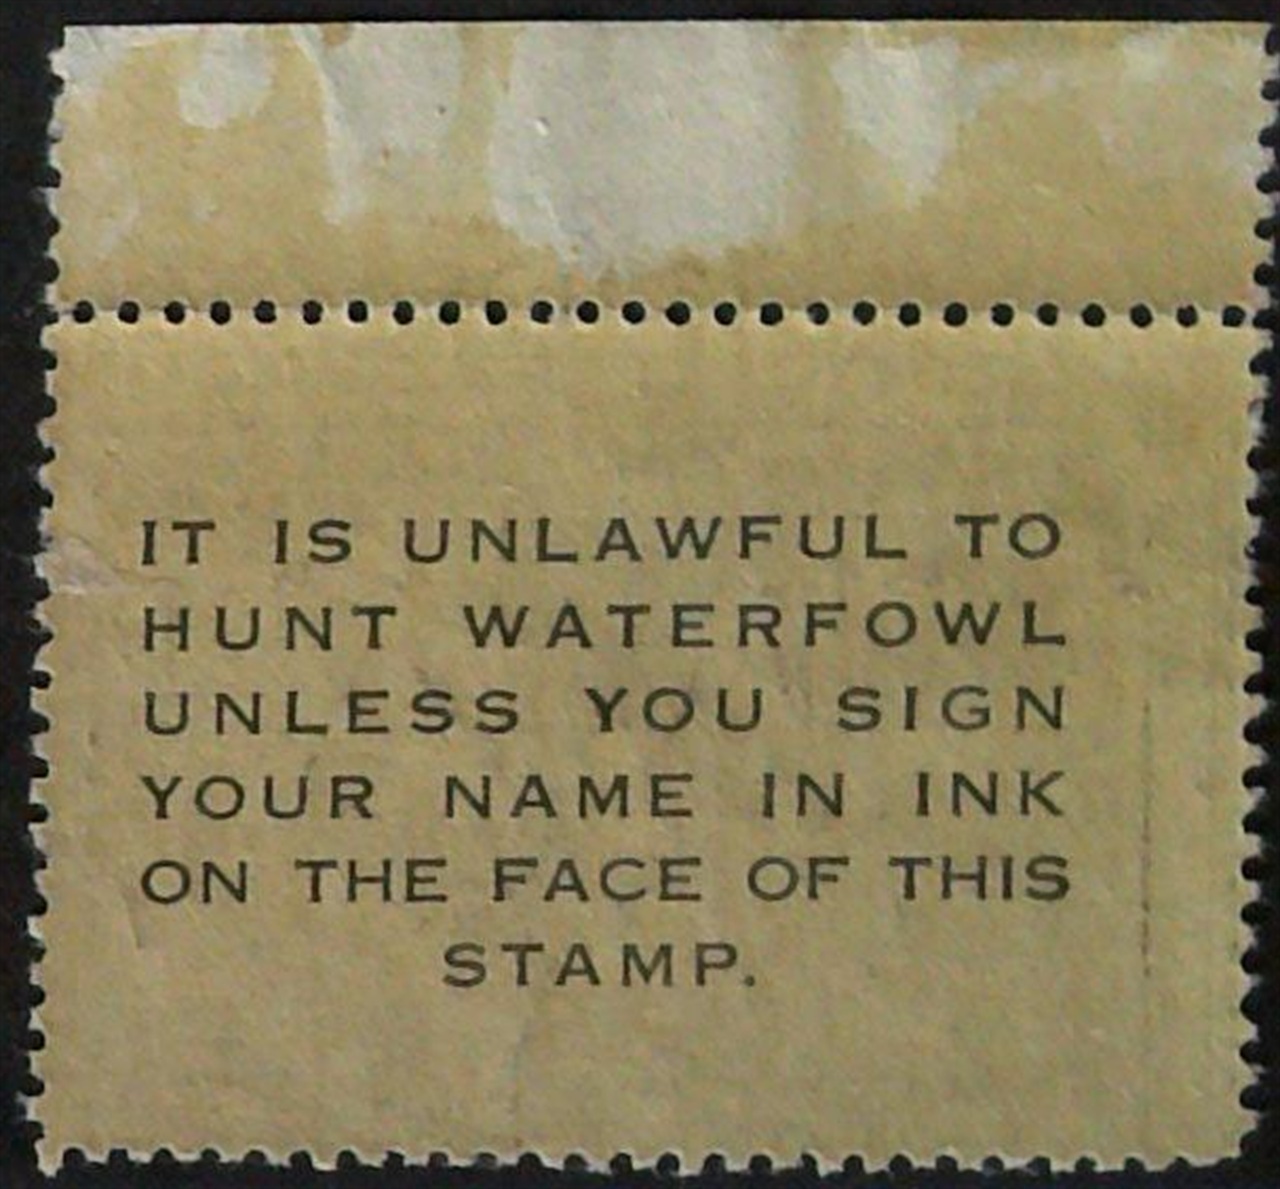 IT IS UNLAWFUL TO
HUNT WATERFOWL
UNLESS YOU SIGN
YOUR NAME IN INK
ON THE FACE OF THIS
STAMP.